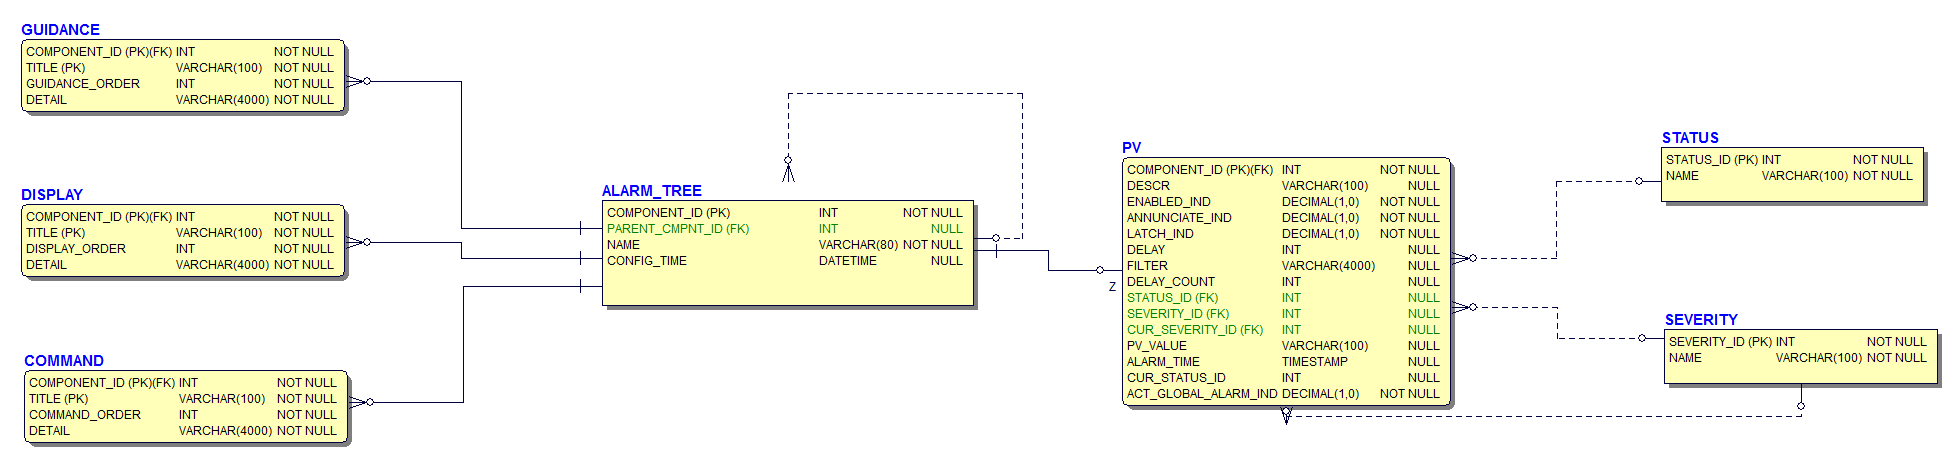 GUIDANCE
COMPONENT_ID (PK)(FK) INT NOT NULL
TITLE (PK) VARCHAR(100) NOT NULL
GUIDANCE_ORDER INT NOT NULL
DETAIL VARCHAR(4000) NOT NULL
DISPLAY
COMPONENT_ID (PK)(FK) INT NOT NULL
TITLE (PK) VARCHAR(100) NOT NULL
DISPLAY_ORDER INT NOT NULL
DETAIL VARCHAR(4000) NOT NULL
COMMAND
COMPONENT_ID (PK)(FK) INT NOT NULL
TITLE (PK) VARCHAR(100) NOT NULL
COMMAND_ORDER INT NOT NULL
DETAIL VARCHAR(4000) NOT NULL
ALARM_TREE
COMPONENT_ID (PK) INT NOT NULL
PARENT_CMPNT_ID (FK) INT NULL
NAME VARCHAR(80) NOT NULL
CONFIG_TIME DATETIME NULL
Z
PV
COMPONENT_ID (PK)(FK) INT NOT NULL
DESCR VARCHAR(100) NULL
ENABLED_IND DECIMAL(1,0) NOT NULL
ANNUNCIATE_IND DECIMAL(1,0) NOT NULL
LATCH_IND DECIMAL(1,0) NOT NULL
DELAY INT NULL
FILTER VARCHAR(4000) NULL
DELAY_COUNT INT NULL
STATUS_ID (FK) INT NULL
SEVERITY_ID (FK) INT NULL
CUR_SEVERITY_ID (FK) INT NULL
PV_VALUE VARCHAR(100) NULL
ALARM_TIME TIMESTAMP NULL
CUR_STATUS_ID INT NULL
ACT_GLOBAL_ALARM_IND DECIMAL(1,0) NOT NULL
STATUS
STATUS_ID (PK) INT NOT NULL
NAME VARCHAR(100) NOT NULL
SEVERITY
SEVERITY_ID (PK) INT NOT NULL
NAME VARCHAR(100) NOT NULL